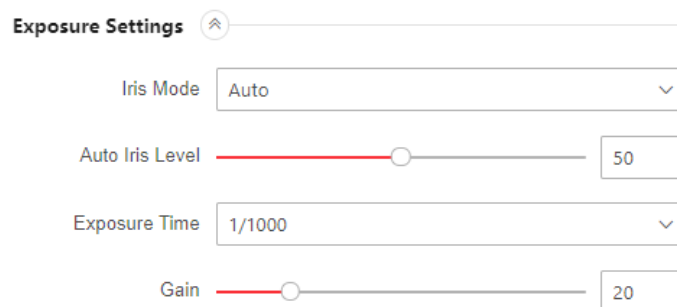 Exposure Settings
Iris Mode Auto
Auto Iris Level 50
Exposure Time 1/1000
Gain 20